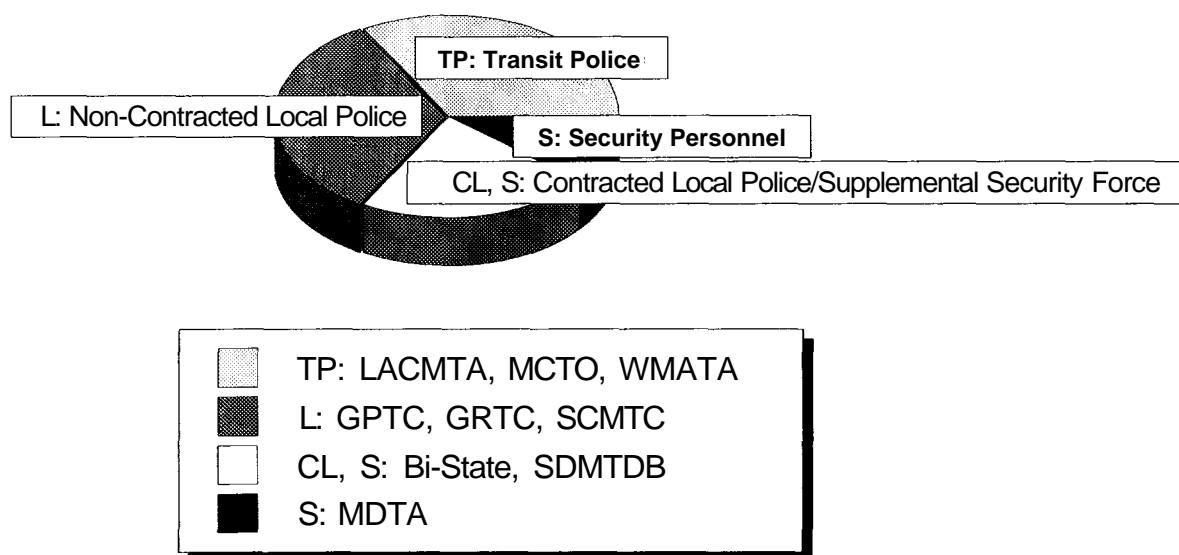 TP: Transit Police
L: Non-Contracted Local Police
S: Security Personnel
CL, S: Contracted Local Police/Supplemental Security Force
TP: LACMTA, MCTO, WMATA
L: GPTC, GRTC, SCMTC
CL, S: Bi-State, SDMTDB
S: MDTA